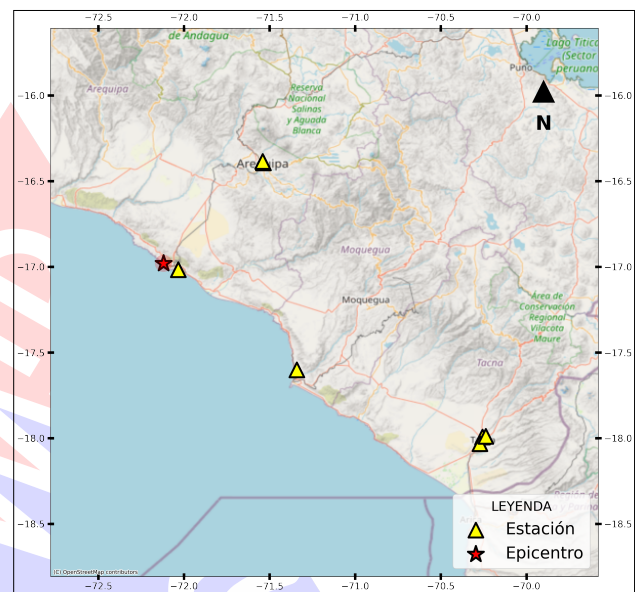 −72.5 −72.0 −71.5 −71.0 −70.5 −70.0
de Andagua
Lago Titica
(Sector
peruano
Puno
Arequipa
Reserva
Nacional
Salinas
y Aguada
Blanca
−16.0 −16.0
N
−16.5 −16.5
Moquegua
−17.0 −17.0
Moquegua
Área de
Conservación
Regional
Vilacota
Maure
−17.5 −17.5
Tacna
−18.0 −18.0
LEYENDA
Estación
Epicentro
−18.5 −18.5
(C) OpenStreetMap contributors
−72.5 −72.0 −71.5 −71.0 −70.5 −70.0